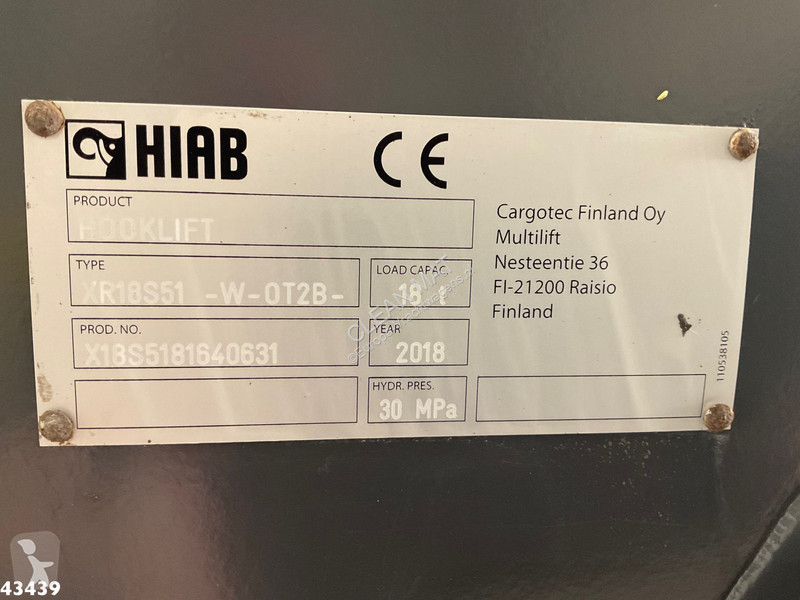 HIAB CE
PRODUCT
HOOKLIFT
TYPE
XR18S51 -W-OT2B-
LOAD CAPAC.
18 t
PROD. NO.
X18S5181640631
YEAR
2018
HYDR. PRES.
30 MPa
Cargotec Finland Oy
Multilift
Nesteentie 36
FI-21200 Raisio
Finland
110538105
43439